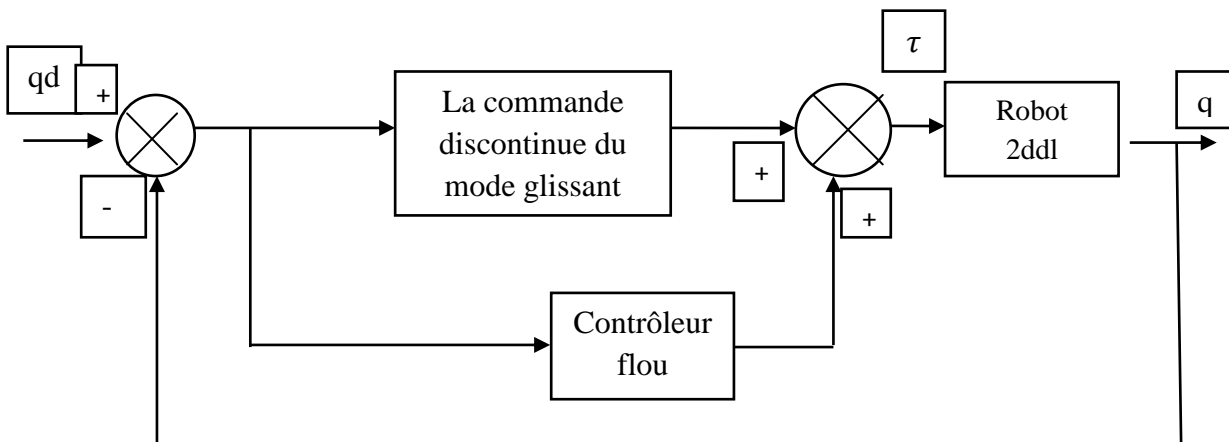 qd
+
-
La commande
discontinue du
mode glissant
+
+
τ
Robot
2ddl
q
Contrôleur
flou